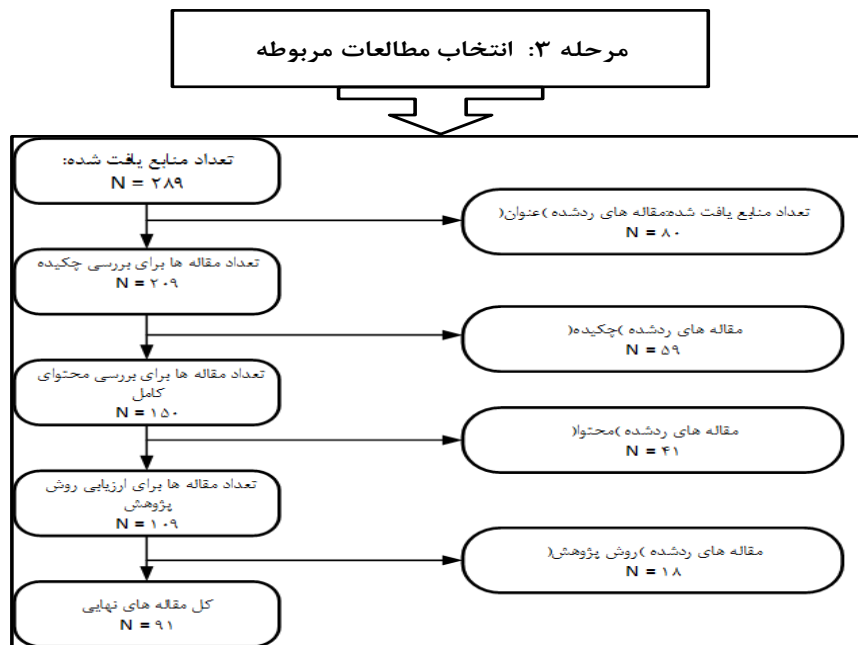 مرحله ۳: انتخاب مطالعات مربوطه
تعداد منابع یافت شده:
N = ۲۸۹
تعداد منابع یافت شده:مقاله های ردشده )عنوان(
N = ۸۰
تعداد مقاله ها برای بررسی چکیده
N = ۲۰۹
مقاله های ردشده )چکیده(
N = ۵۹
تعداد مقاله ها برای بررسی محتوای
کامل
N = ۱۵۰
مقاله های ردشده )محتوا(
N = ۴۱
تعداد مقاله ها برای ارزیابی روش
پژوهش
N = ۱۰۹
مقاله های ردشده )روش پژوهش(
N = ۱۸
کل مقاله های نهایی
N = ۹۱